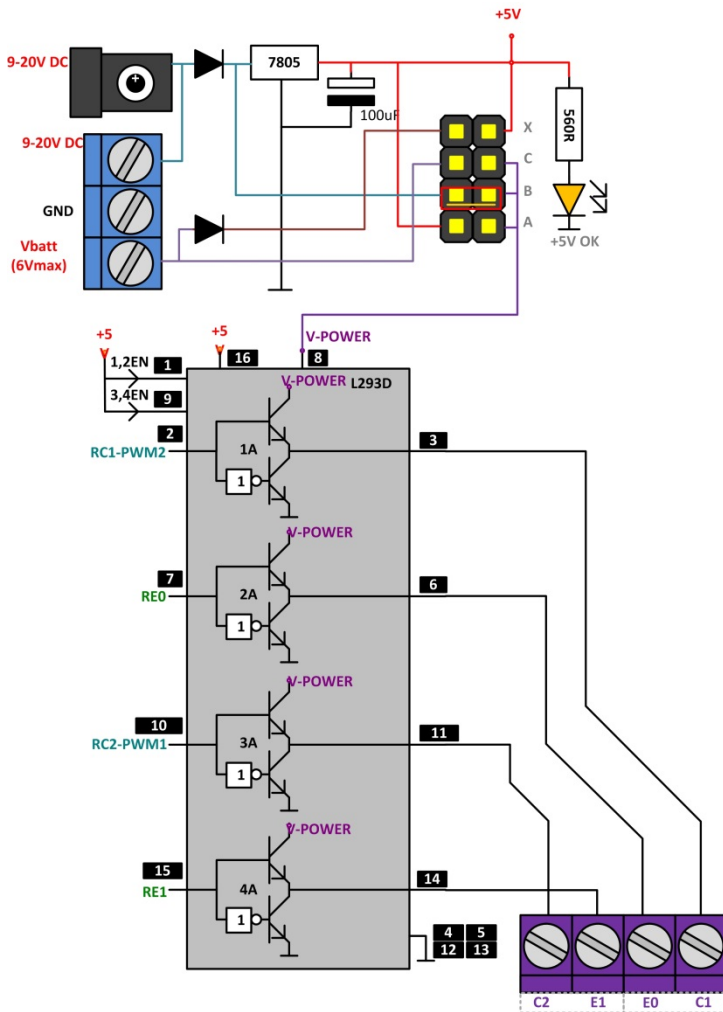 +5V
9-20V DC
7805
100uF
560R
X
9-20V DC
C
B
GND
A
Vbatt
(6Vmax)
+5V OK
+5
+5
V-POWER
1,2EN
1
16
8
V-POWER
L293D
3,4EN
9
2
3
RC1-PWM2
1A
1
V-POWER
7
6
RE0
2A
1
V-POWER
10
11
RC2-PWM1
3A
1
V-POWER
15
14
RE1
4A
1
4 5
12 13
C2 E1 E0 C1